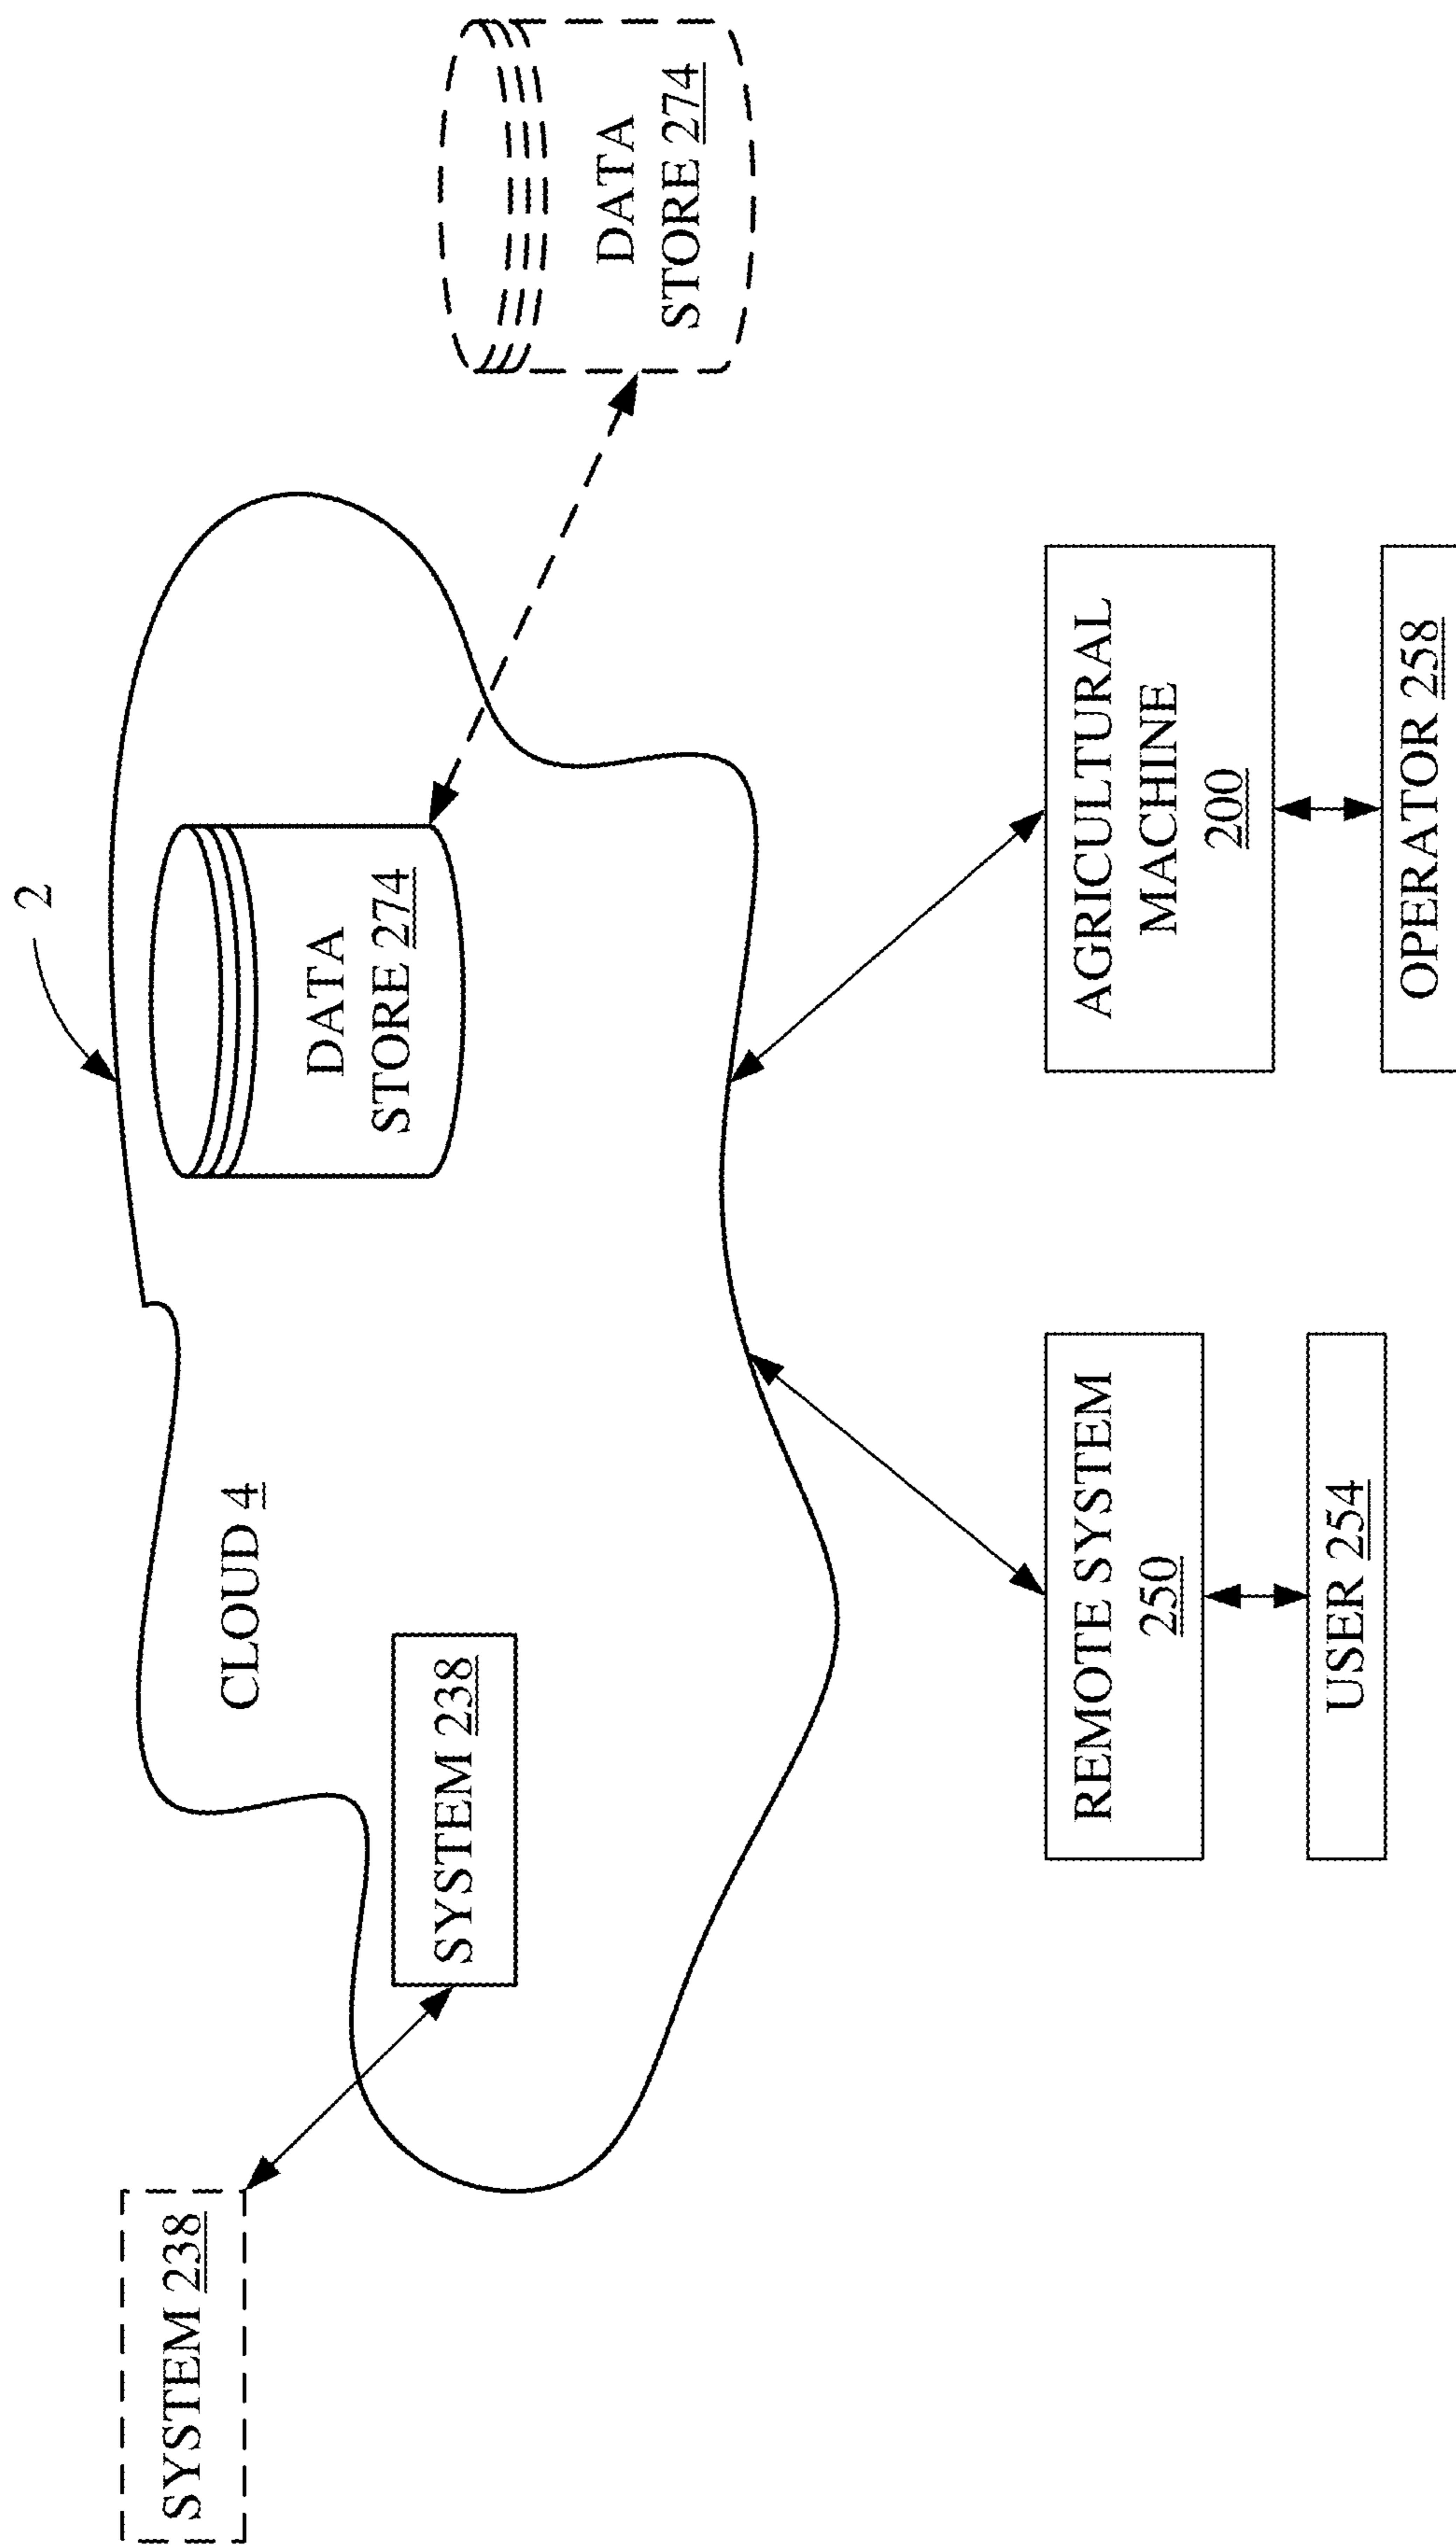 2
CLOUD 4
SYSTEM 238
SYSTEM 238
DATA
STORE 274
DATA
STORE 274
REMOTE SYSTEM
250
USER 254
AGRICULTURAL
MACHINE
200
OPERATOR 258